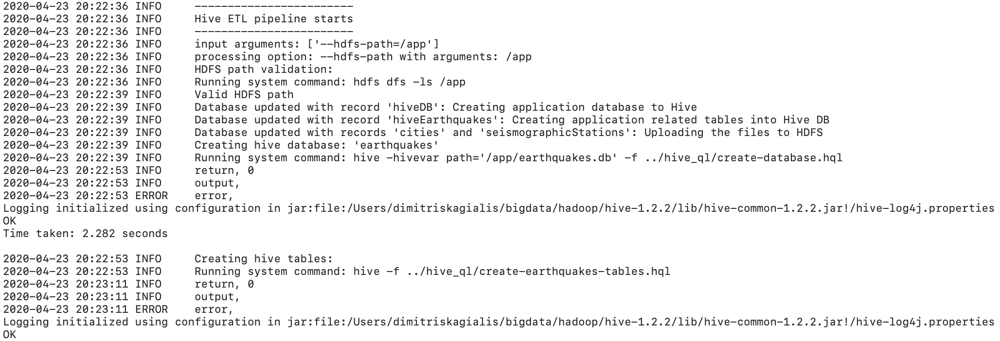 2020-04-23 20:22:36 INFO     ------------------------
2020-04-23 20:22:36 INFO     Hive ETL pipeline starts
2020-04-23 20:22:36 INFO     ------------------------
2020-04-23 20:22:36 INFO     input arguments: ['--hdfs-path=/app']
2020-04-23 20:22:36 INFO     processing option: --hdfs-path with arguments: /app
2020-04-23 20:22:36 INFO     HDFS path validation:
2020-04-23 20:22:36 INFO     Running system command: hdfs dfs -ls /app
2020-04-23 20:22:39 INFO     Valid HDFS path
2020-04-23 20:22:39 INFO     Database updated with record 'hiveDB': Creating application database to Hive
2020-04-23 20:22:39 INFO     Database updated with record 'hiveEarthquakes': Creating application related tables into Hive DB
2020-04-23 20:22:39 INFO     Database updated with records 'cities' and 'seismographicStations': Uploading the files to HDFS
2020-04-23 20:22:39 INFO     Creating hive database: 'earthquakes'
2020-04-23 20:22:39 INFO     Running system command: hive -hivevar path='/app/earthquakes.db' -f ../hive_ql/create-database.hql
2020-04-23 20:22:53 INFO     return, 0
2020-04-23 20:22:53 INFO     output,
2020-04-23 20:22:53 ERROR    error,
Logging initialized using configuration in jar:file:/Users/dimitriskagialis/bigdata/hadoop/hive-1.2.2/lib/hive-common-1.2.2.jar!/hive-log4j.properties
OK
Time taken: 2.282 seconds

2020-04-23 20:22:53 INFO     Creating hive tables:
2020-04-23 20:22:53 INFO     Running system command: hive -f ../hive_ql/create-earthquakes-tables.hql
2020-04-23 20:23:11 INFO     return, 0
2020-04-23 20:23:11 INFO     output,
2020-04-23 20:23:11 ERROR    error,
Logging initialized using configuration in jar:file:/Users/dimitriskagialis/bigdata/hadoop/hive-1.2.2/lib/hive-common-1.2.2.jar!/hive-log4j.properties
OK